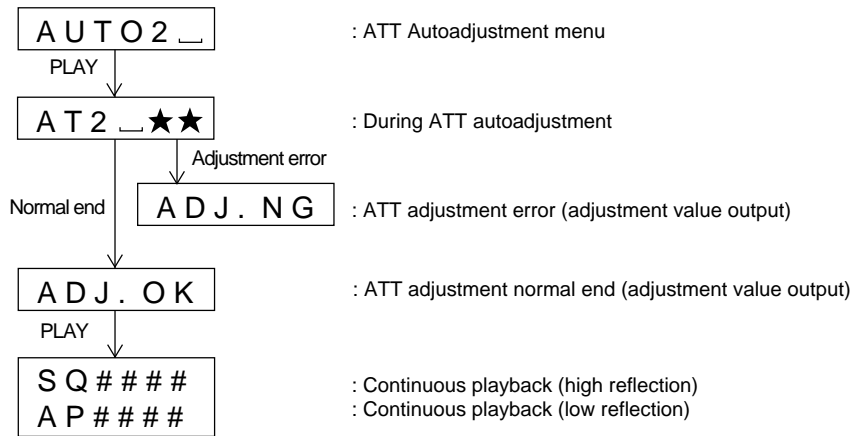 AUTO2⎵ : ATT Autoadjustment menu
PLAY
AT2⎵★★ : During ATT autoadjustment
Adjustment error
Normal end
ADJ. NG : ATT adjustment error (adjustment value output)
ADJ. OK : ATT adjustment normal end (adjustment value output)
PLAY
SQ#### : Continuous playback (high reflection)
AP#### : Continuous playback (low reflection)